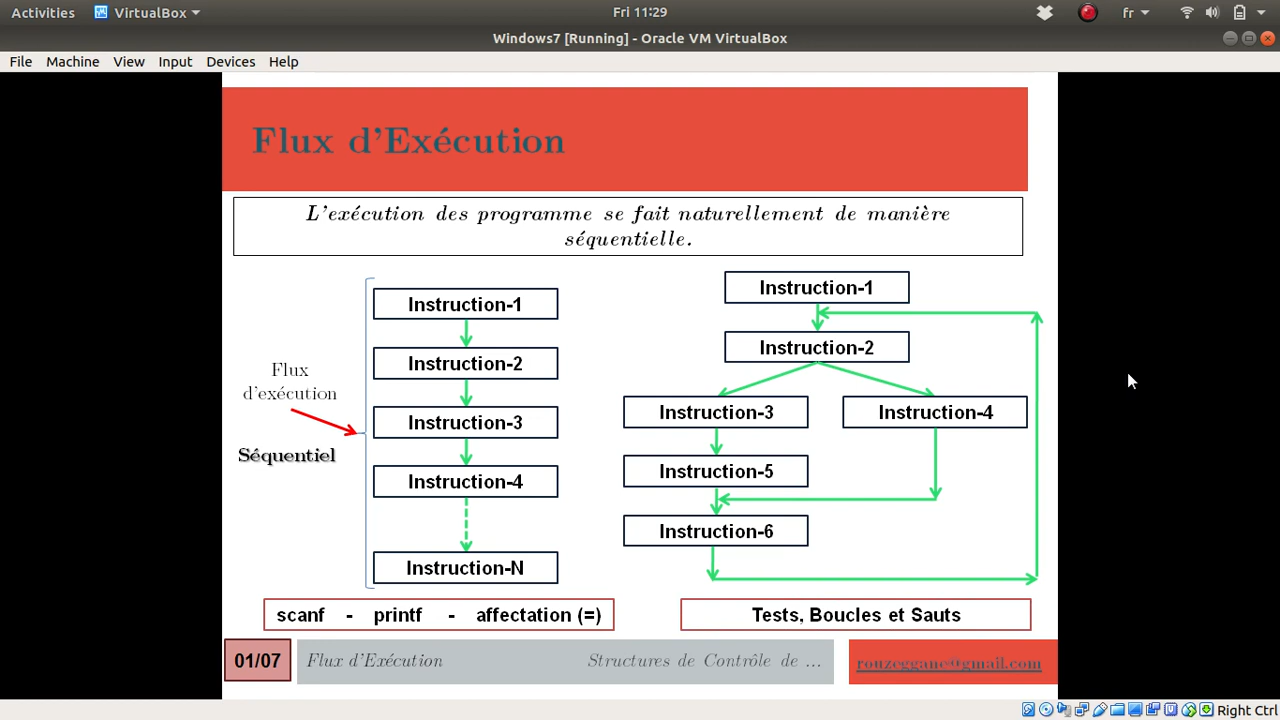 Activities VirtualBox Fri 11:29 fr
Windows7 [Running] - Oracle VM VirtualBox
File Machine View Input Devices Help
Flux d'Exécution
L'exécution des programme se fait naturellement de manière
séquentielle.
Flux
d'exécution
Séquentiel
Instruction-1
Instruction-2
Instruction-3
Instruction-4
Instruction-N
scanf - printf - affectation (=)
Instruction-1
Instruction-2
Instruction-3 Instruction-4
Instruction-5
Instruction-6
Tests, Boucles et Sauts
01/07 Flux d'Exécution Structures de Contrôle de ... rouzeggane@gmail.com
Right Ctrl